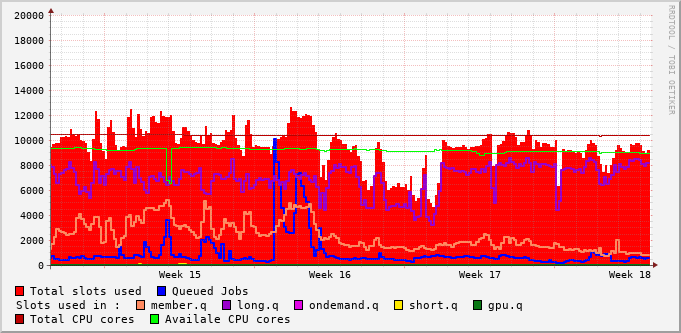 RRDTOOL / TOBI OETIKER
20000
18000
16000
14000
12000
10000
8000
6000
4000
2000
0
Week 15 Week 16 Week 17 Week 18
Total slots used Queued Jobs
Slots used in : member.q long.q ondemand.q short.q gpu.q
Total CPU cores Availale CPU cores